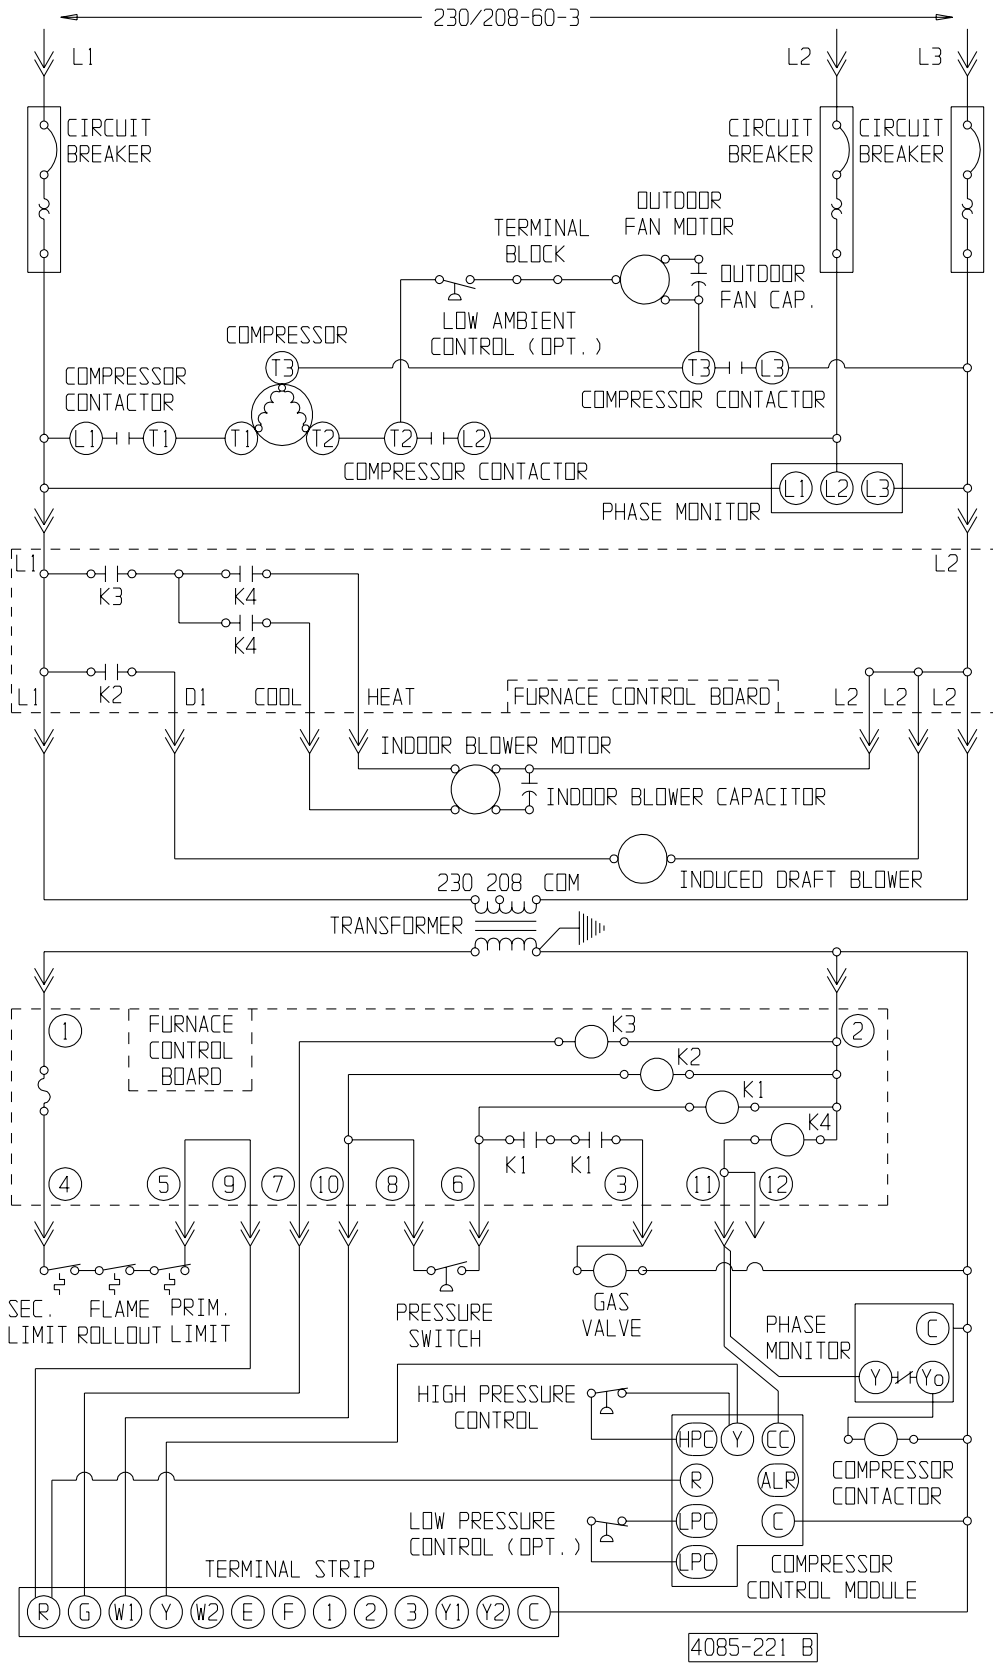 230/208-60-3
L1
L2
L3
CIRCUIT
BREAKER
CIRCUIT
BREAKER
CIRCUIT
BREAKER
OUTDOOR
FAN MOTOR
TERMINAL
BLOCK
OUTDOOR
FAN CAP.
LOW AMBIENT
CONTROL (OPT.)
COMPRESSOR
T3
T3
L3
COMPRESSOR
CONTACTOR
COMPRESSOR CONTACTOR
L1
T1
T1
T2
T2
L2
COMPRESSOR CONTACTOR
L1
L2
L3
PHASE MONITOR
L1
L2
K3
K4
K4
L1
K2
D1
COOL
HEAT
FURNACE CONTROL BOARD
L2
L2
L2
INDOOR BLOWER MOTOR
INDOOR BLOWER CAPACITOR
INDUCED DRAFT BLOWER
230 208 COM
TRANSFORMER
1
FURNACE
CONTROL
BOARD
K3
2
K2
K1
K4
K1
K1
4
5
9
7
10
8
6
3
11
12
SEC.
LIMIT
FLAME
ROLLOUT
PRIM.
LIMIT
PRESSURE
SWITCH
GAS
VALVE
PHASE
MONITOR
C
Y
Yo
HIGH PRESSURE
CONTROL
HPC
Y
CC
COMPRESSOR
CONTACTOR
R
ALR
LOW PRESSURE
CONTROL (OPT.)
LPC
C
LPC
COMPRESSOR
CONTROL MODULE
TERMINAL STRIP
R
G
W1
Y
W2
E
F
1
2
3
Y1
Y2
C
4085-221 B